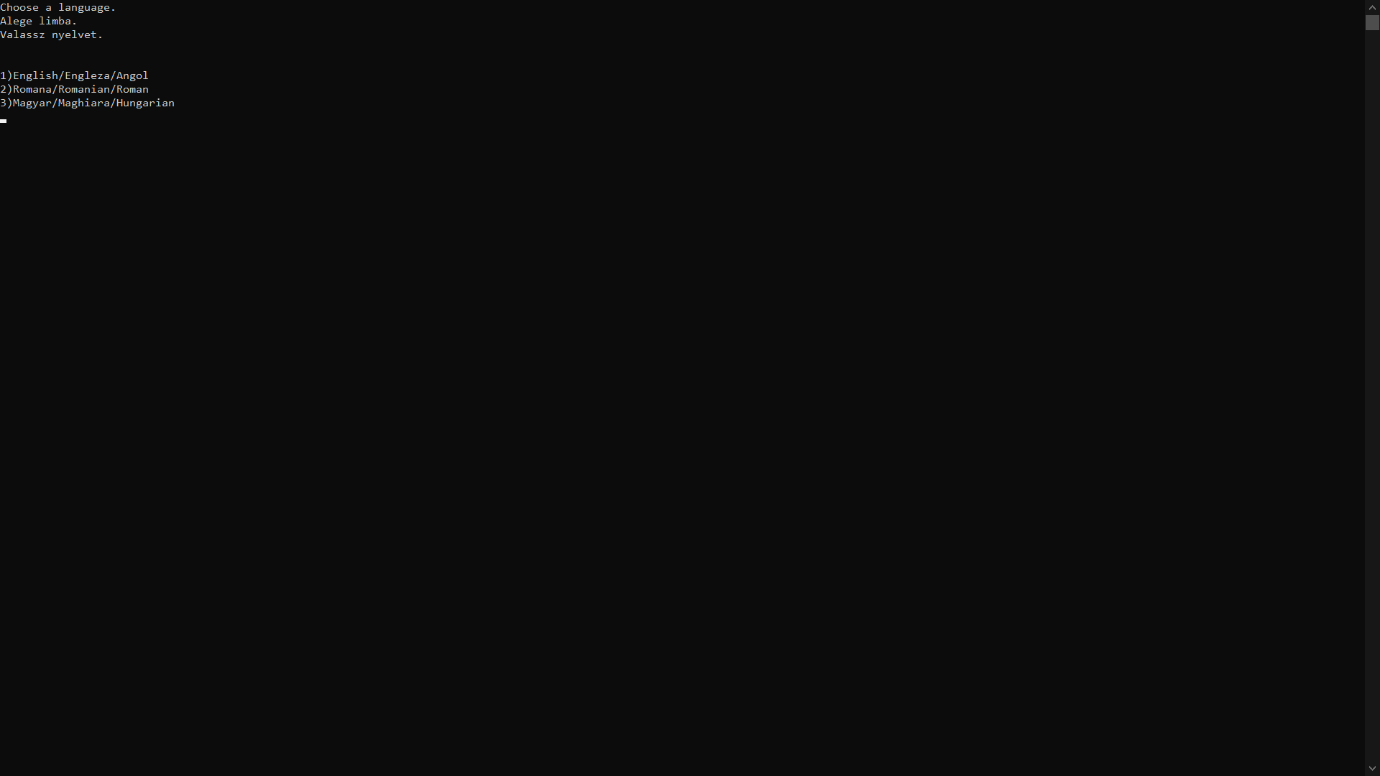 Choose a language.
Alege limba.
Valassz nyelvet.
1)English/Engleza/Angol
2)Romana/Romanian/Roman
3)Magyar/Maghiara/Hungarian